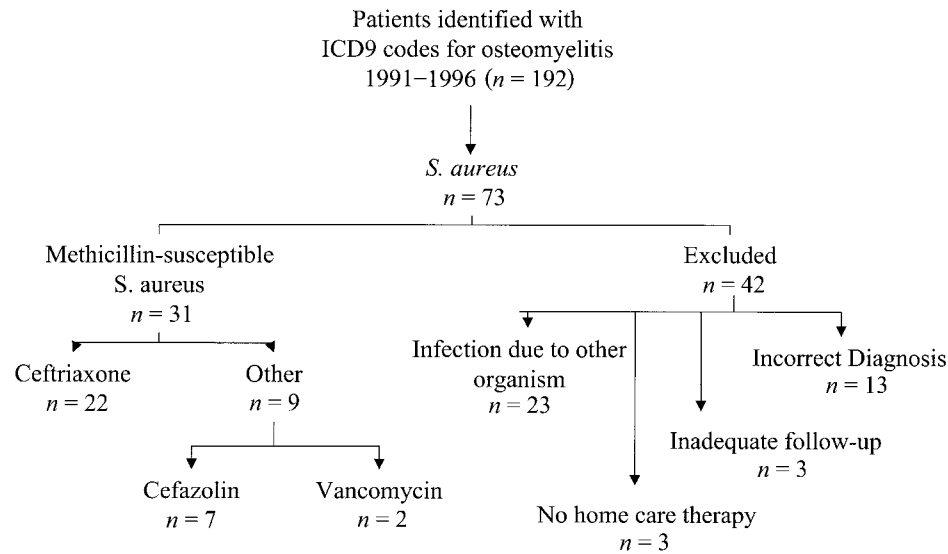 Patients identified with
ICD9 codes for osteomyelitis
1991–1996 (n = 192)
S. aureus
n = 73
Methicillin-susceptible
S. aureus
n = 31
Excluded
n = 42
Ceftriaxone
n = 22
Other
n = 9
Infection due to other
organism
n = 23
Incorrect Diagnosis
n = 13
Inadequate follow-up
n = 3
Cefazolin
n = 7
Vancomycin
n = 2
No home care therapy
n = 3